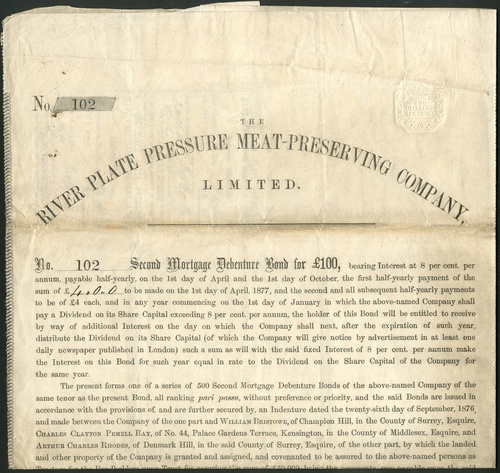 No. 102
THE
RIVER PLATE PRESSURE MEAT-PRESERVING COMPANY,
LIMITED.
No. 102 Second Mortgage Debenture Bond for £100, bearing Interest at 8 per cent. per
annum, payable half-yearly, on the 1st day of April and the 1st day of October, the first half-yearly payment of the
sum of £4.0.0 to be made on the 1st day of April, 1877, and the second and all subsequent half-yearly payments
to be of £4 each, and in any year commencing on the 1st day of January in which the above-named Company shall
pay a Dividend on its Share Capital exceeding 8 per cent. per annum, the holder of this Bond will be entitled to receive
by way of additional Interest on the day on which the Company shall next, after the expiration of such year,
distribute the Dividend on its Share Capital (of which the Company will give notice by advertisement in at least one
daily newspaper published in London) such a sum as will with the said fixed Interest of 8 per cent. per annum make
the Interest on this Bond for such year equal in rate to the Dividend on the Share Capital of the Company for
the same year.
The present forms one of a series of 500 Second Mortgage Debenture Bonds of the above-named Company of the
same tenor as the present Bond, all ranking pari passu, without preference or priority, and the said Bonds are issued in
accordance with the provisions of, and are further secured by, an Indenture dated the twenty-sixth day of September, 1876,
and made between the Company of the one part and WILLIAM BRISTOWE, of Champion Hill, in the County of Surrey, Esquire,
CHARLES CLAYTON PERELL RAY, of No. 44, Palace Gardens Terrace, Kensington, in the County of Middlesex, Esquire, and
ARTHUR CHARLES RHODES, of Denmark Hill, in the said County of Surrey, Esquire, of the other part, by which the landed
and other property of the Company is granted and assigned, and covenanted to be assured to the above-named persons as